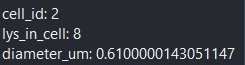 cell_id: 2
lys_in_cell: 8
diameter_um: 0.6100000143051147